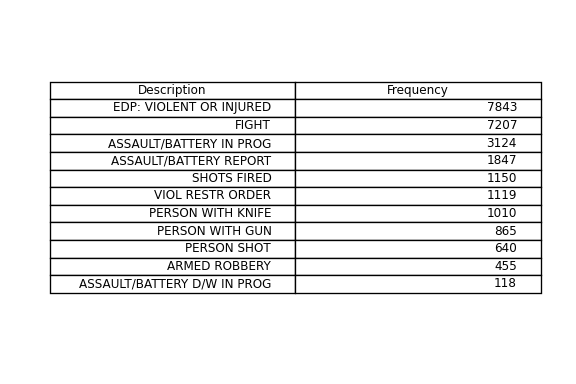 Description Frequency
EDP: VIOLENT OR INJURED 7843
FIGHT 7207
ASSAULT/BATTERY IN PROG 3124
ASSAULT/BATTERY REPORT 1847
SHOTS FIRED 1150
VIOL RESTR ORDER 1119
PERSON WITH KNIFE 1010
PERSON WITH GUN 865
PERSON SHOT 640
ARMED ROBBERY 455
ASSAULT/BATTERY D/W IN PROG 118